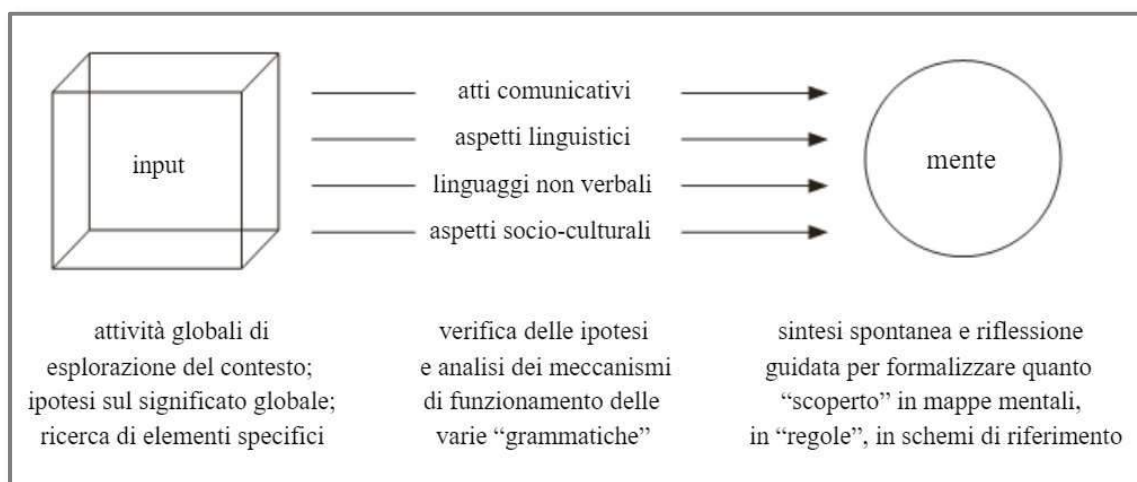 input
atti comunicativi
aspetti linguistici
linguaggi non verbali
aspetti socio-culturali
mente
attività globali di
esplorazione del contesto;
ipotesi sul significato globale;
ricerca di elementi specifici
verifica delle ipotesi
e analisi dei meccanismi
di funzionamento delle
varie “grammatiche”
sintesi spontanea e riflessione
guidata per formalizzare quanto
“scoperto” in mappe mentali,
in “regole”, in schemi di riferimento